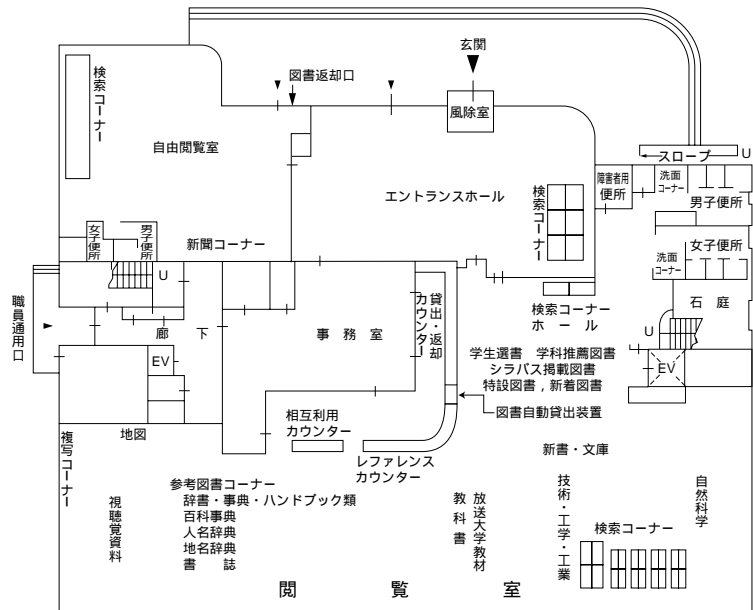 玄関
図書返却口
検索コーナー
風除室
自由閲覧室
スロープ
U
障害者用
便所
洗面
コーナー
男子便所
エントランスホール
検索コーナー
女子便所
男子便所
新聞コーナー
女子便所
洗面
コーナー
U
貸出・返却
カウンター
検索コーナー
ホール
石庭
職員通用口
廊下
事務室
U
学生選書 学科推薦図書
シラバス掲載図書
特設図書，新着図書
EV
EV
図書自動貸出装置
相互利用
カウンター
地図
複写コーナー
レファレンス
カウンター
新書・文庫
参考図書コーナー
辞書・事典・ハンドブック類
百科事典
人名辞典
地名辞典
書誌
視聴覚資料
放送大学教材
教科書
技術・工学・工業
自然科学
検索コーナー
閲覧室